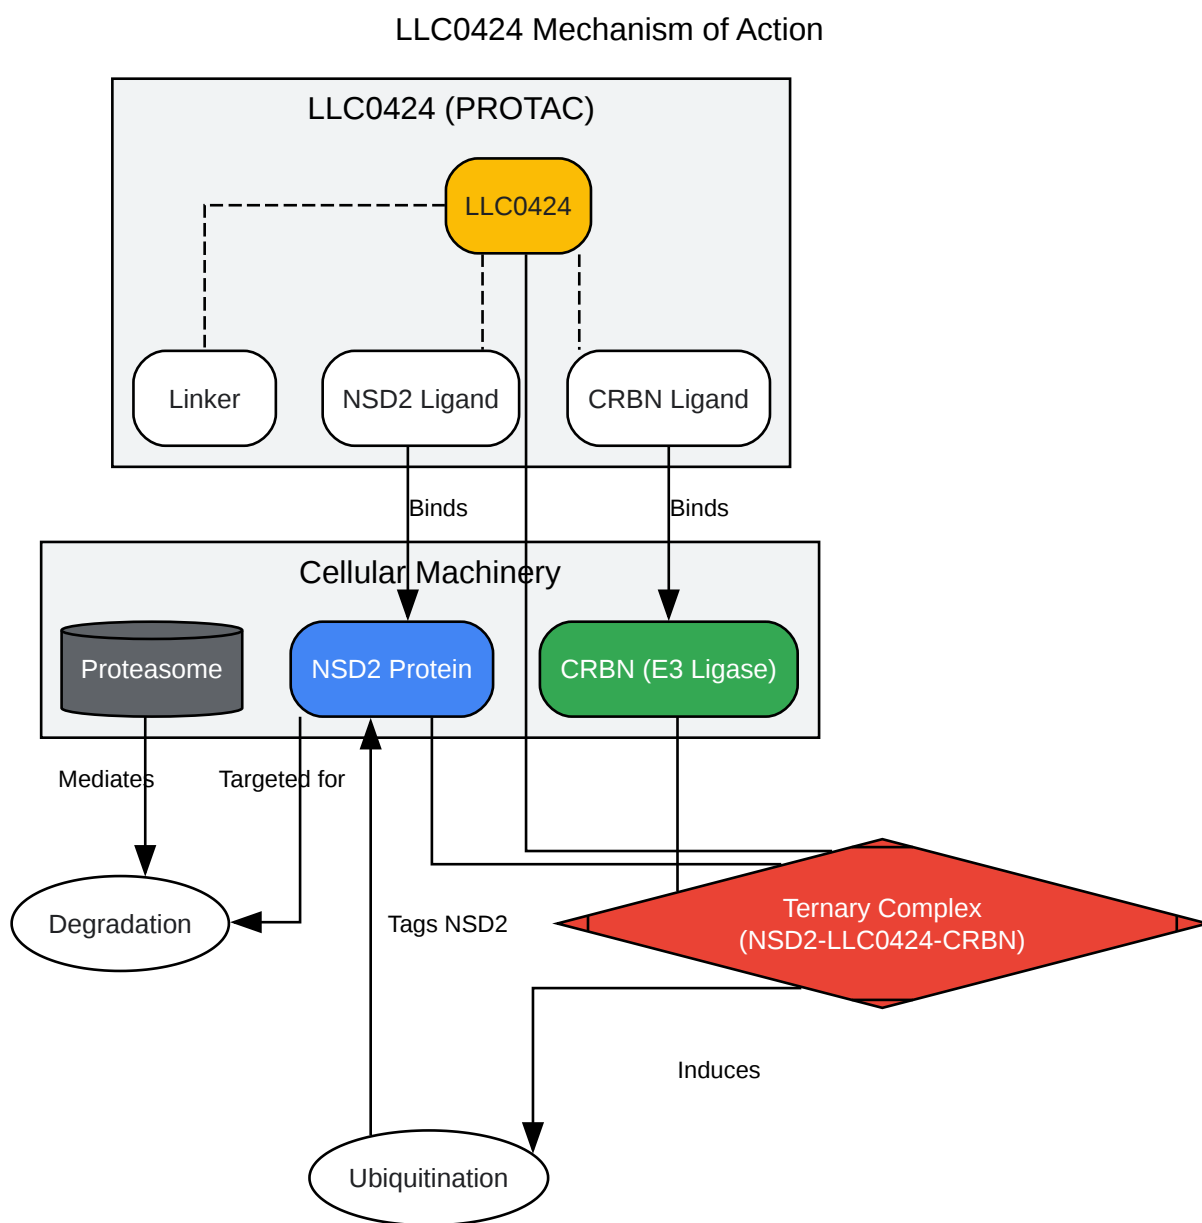 LLC0424 Mechanism of Action
LLC0424 (PROTAC)
LLC0424
Linker
NSD2 Ligand
CRBN Ligand
Binds
Binds
Cellular Machinery
Proteasome
NSD2 Protein
CRBN (E3 Ligase)
Mediates
Targeted for
Degradation
Tags NSD2
Ternary Complex
(NSD2-LLC0424-CRBN)
Induces
Ubiquitination